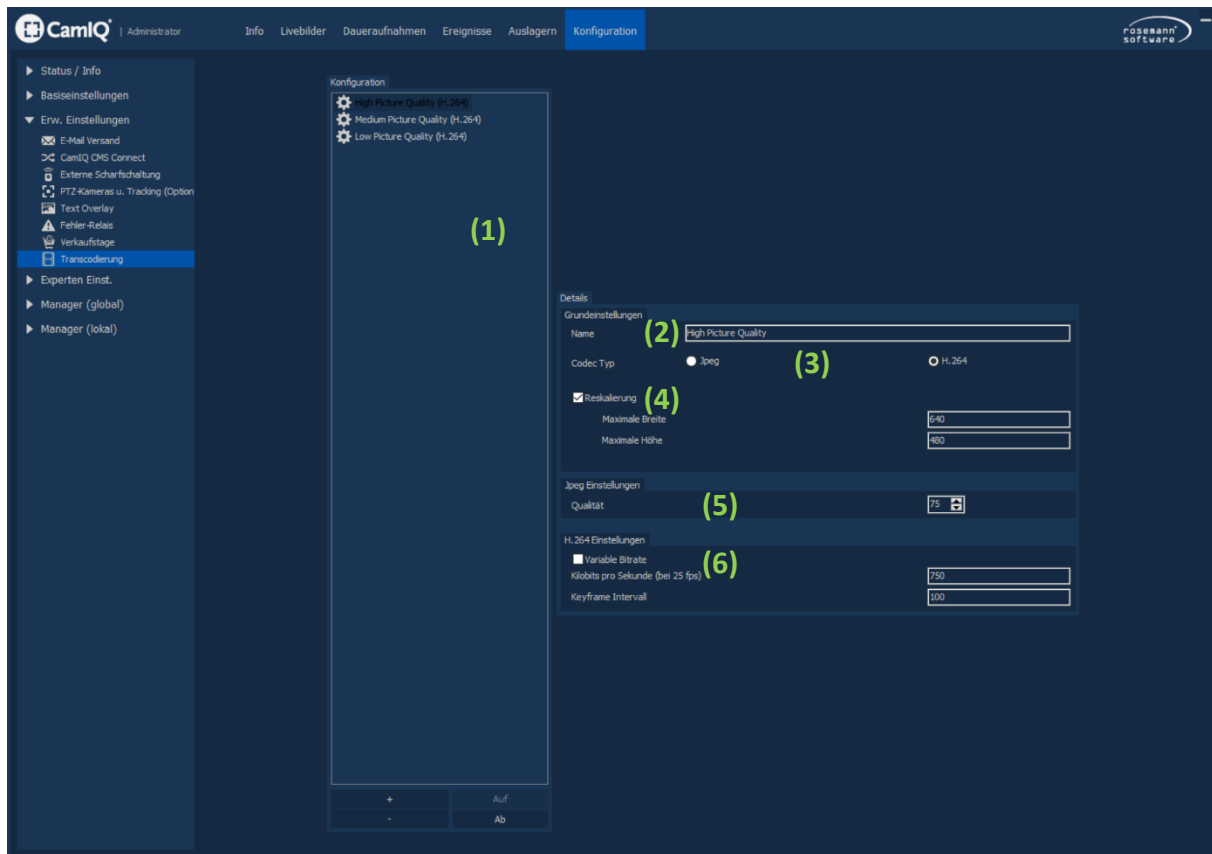 CamIQ | Administrator
Info Livebilder Daueraufnahmen Ereignisse Auslagern Konfiguration
rosemann software
Status / Info
Basiseinstellungen
Erw. Einstellungen
E-Mail Versand
CamIQ CMS Connect
Externe Scharfschaltung
PTZ-Kameras u. Tracking (Option
Text Overlay
Fehler-Relais
Verkaufstage
Transcodierung
Experten Einst.
Manager (global)
Manager (lokal)
Konfiguration
High Picture Quality (H.264)
Medium Picture Quality (H.264)
Low Picture Quality (H.264)
(1)
+ Auf
- Ab
Details
Grundeinstellungen
Name (2) High Picture Quality
Codec Typ Jpeg (3) H.264
Reskalierung (4)
Maximale Breite 640
Maximale Höhe 480
Jpeg Einstellungen
Qualität (5) 75
H.264 Einstellungen
Variable Bitrate
Kilobits pro Sekunde (bei 25 fps) (6) 750
Keyframe Intervall 100